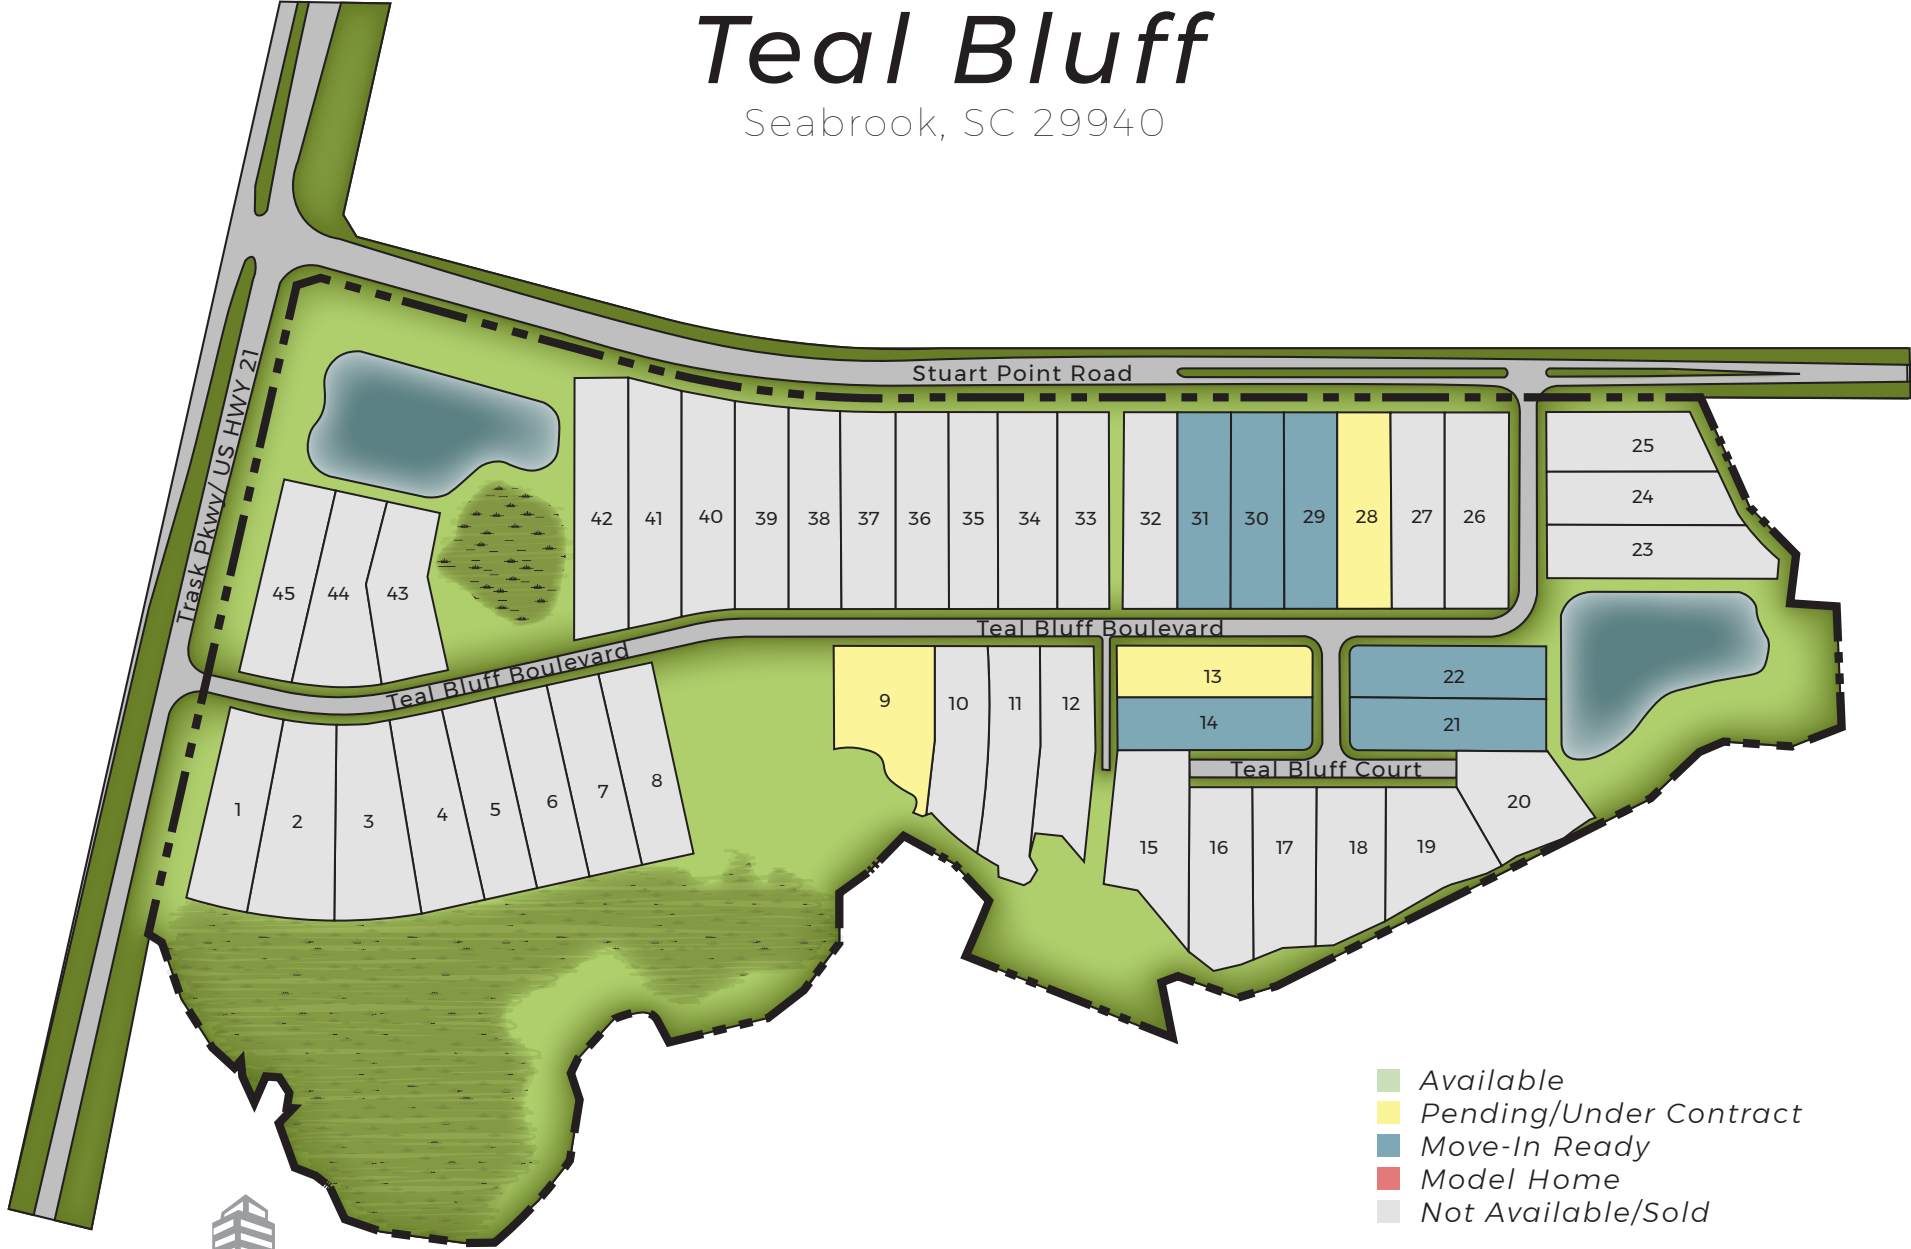 Teal Bluff
Seabrook, SC 29940
Stuart Point Road
Trask Pkwy/ US HWY 21
25
24
23
42 41 40 39 38 37 36 35 34 33 32 31 30 29 28 27 26
45 44 43
Teal Bluff Boulevard
Teal Bluff Boulevard
9 10 11 12
13
14
22
21
Teal Bluff Court
1 2 3 4 5 6 7 8
15 16 17 18 19 20
Available
Pending/Under Contract
Move-In Ready
Model Home
Not Available/Sold